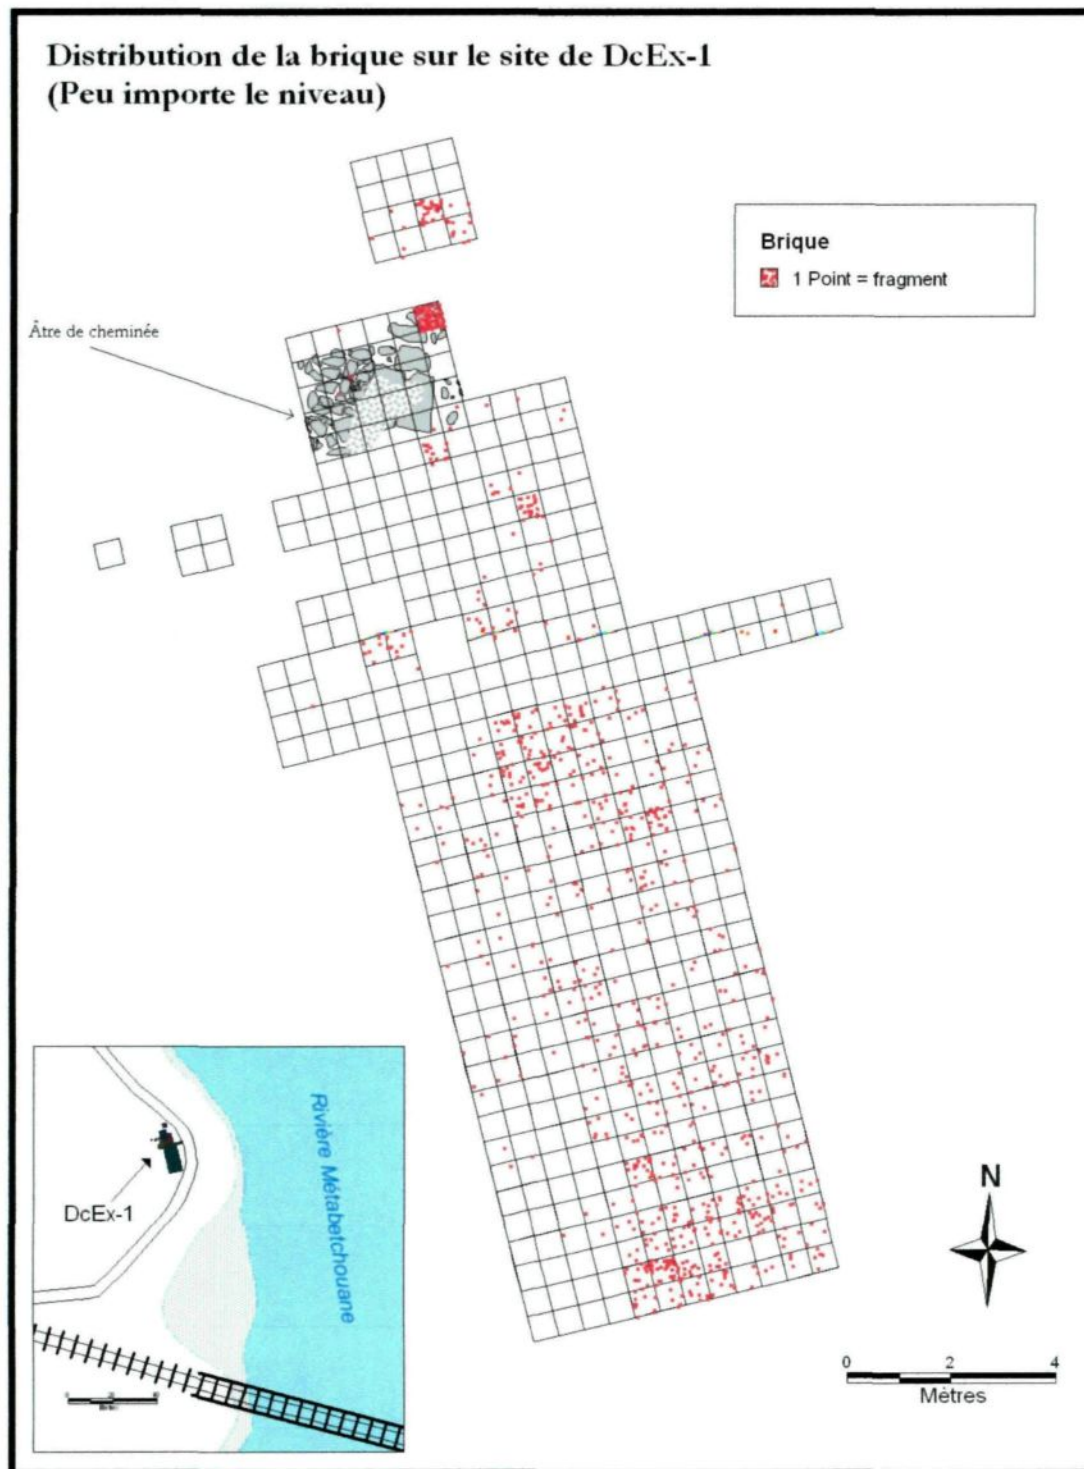 Distribution de la brique sur le site de DcEx-1
(Peu importe le niveau)
Brique
1 Point = fragment
Âtre de cheminée
Rivière Métabetchouane
DcEx-1
N
0 2 4
Mètres